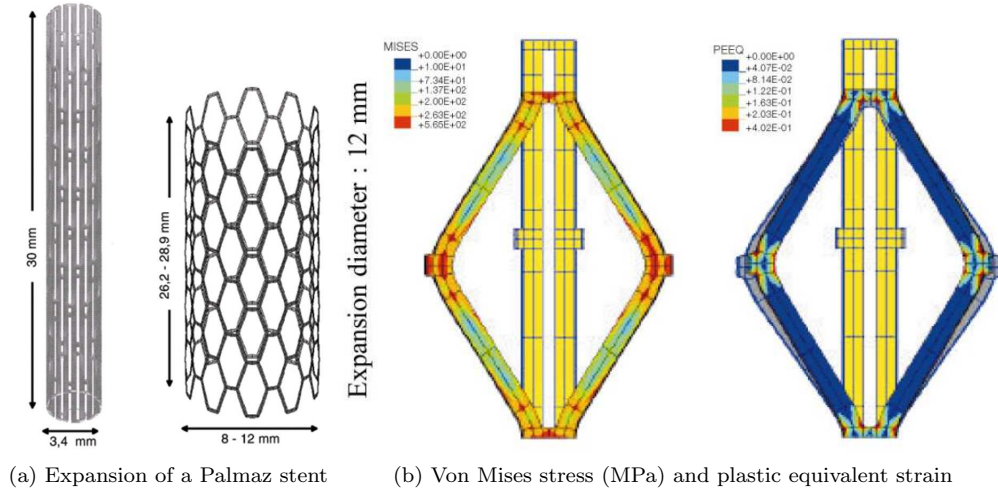 30 mm
3,4 mm
26,2 - 28,9 mm
8 - 12 mm
Expansion diameter : 12 mm
MISES
+0.00E+00
+1.00E+01
+7.34E+01
+1.37E+02
+2.00E+02
+2.63E+02
+5.65E+02
PEEQ
+0.00E+00
+4.07E-02
+8.14E-02
+1.22E-01
+1.63E-01
+2.03E-01
+4.02E-01
(a) Expansion of a Palmaz stent
(b) Von Mises stress (MPa) and plastic equivalent strain